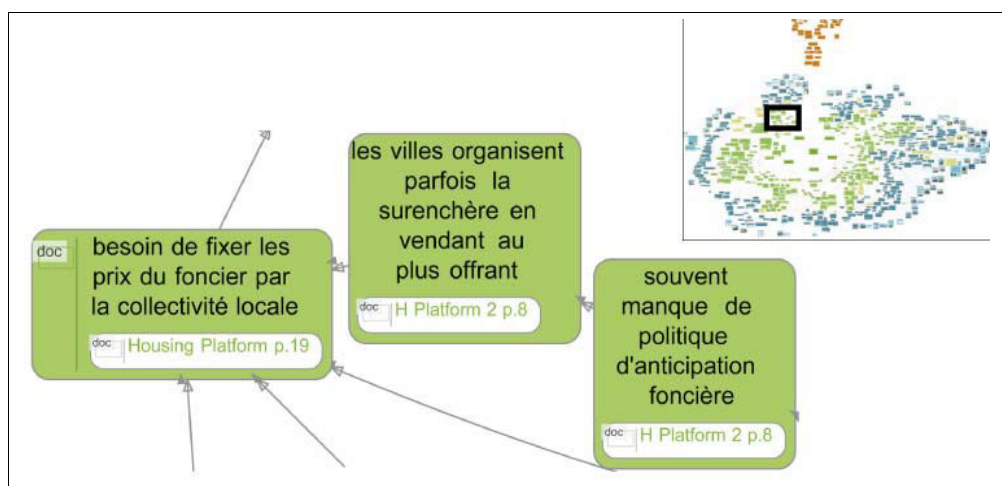 les villes organisent
parfois la
surenchère en
vendant au
plus offrant
doc H Platform 2 p.8
doc
besoin de fixer les
prix du foncier par
la collectivité locale
doc Housing Platform p.19
souvent
manque de
politique
d'anticipation
foncière
doc H Platform 2 p.8